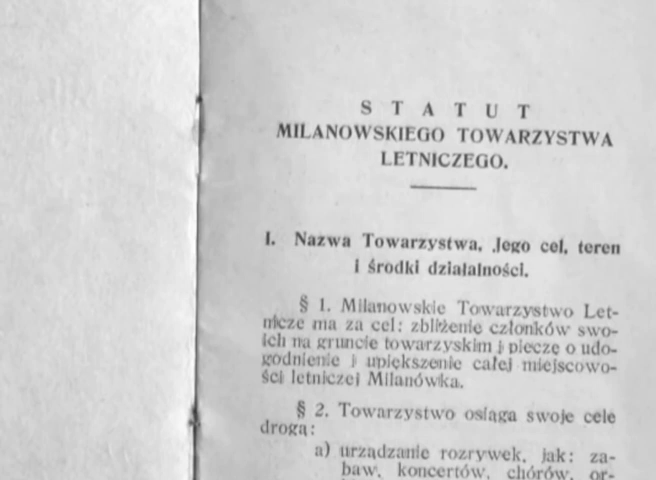 STATUT
MILANOWSKIEGO TOWARZYSTWA
LETNICZEGO.
I. Nazwa Towarzystwa, Jego cel, teren
i środki działalności.
§ 1. Milanowskie Towarzystwo Let-
nicze ma za cel: zbliżenie członków swo-
ich na gruncie towarzyskim i pieczę o udo-
godnienie i upiększenie całej miejscowo-
ści letniczej Milanówka.
§ 2. Towarzystwo osiąga swoje cele
drogą:
a) urządzanie rozrywek, jak: za-
baw, koncertów, chórów, or-